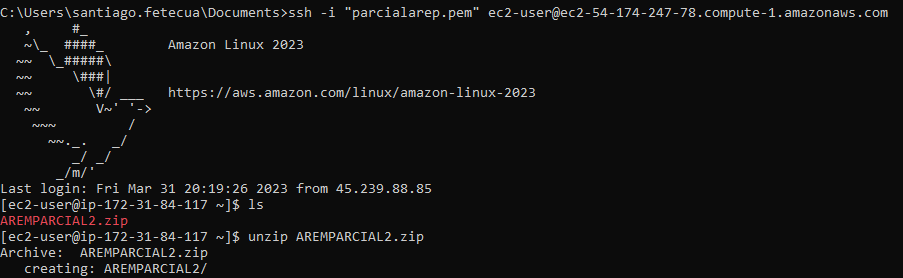 C:\Users\santiago.fetecua\Documents>ssh -i "parcialarep.pem" ec2-user@ec2-54-174-247-78.compute-1.amazonaws.com
   ,     #_
   ~\_  ####_        Amazon Linux 2023
  ~~  \_#####\
  ~~     \###|
  ~~       \#/ ___   https://aws.amazon.com/linux/amazon-linux-2023
   ~~       V~' '->
    ~~~         /
      ~~._.   _/
         _/ _/
       _/m/'
Last login: Fri Mar 31 20:19:26 2023 from 45.239.88.85
[ec2-user@ip-172-31-84-117 ~]$ ls
AREMPARCIAL2.zip
[ec2-user@ip-172-31-84-117 ~]$ unzip AREMPARCIAL2.zip
Archive:  AREMPARCIAL2.zip
   creating: AREMPARCIAL2/